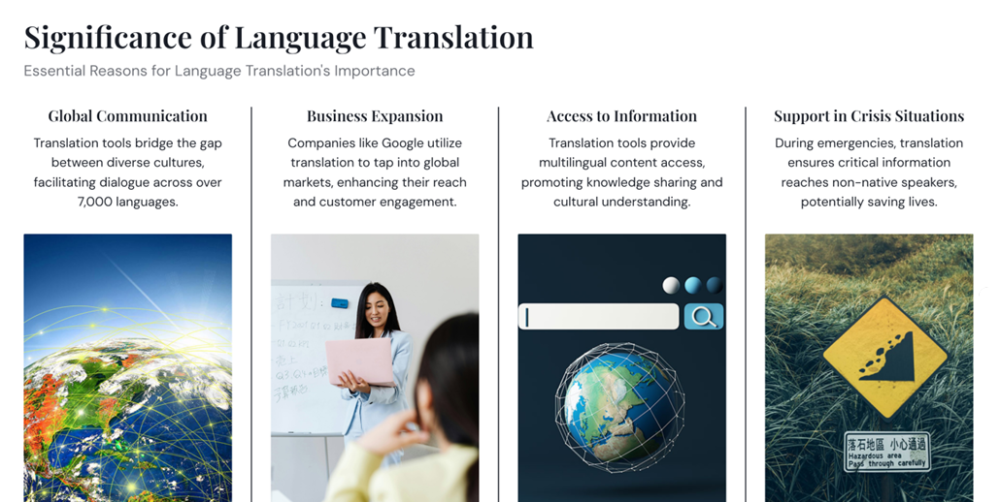 Significance of Language Translation
Essential Reasons for Language Translation's Importance
Global Communication
Translation tools bridge the gap
between diverse cultures,
facilitating dialogue across over
7,000 languages.
Business Expansion
Companies like Google utilize
translation to tap into global
markets, enhancing their reach
and customer engagement.
Access to Information
Translation tools provide
multilingual content access,
promoting knowledge sharing and
cultural understanding.
Support in Crisis Situations
During emergencies, translation
ensures critical information
reaches non-native speakers,
potentially saving lives.
計劃:
落石地區 小心通過
Hazardous area
Pass through carefully